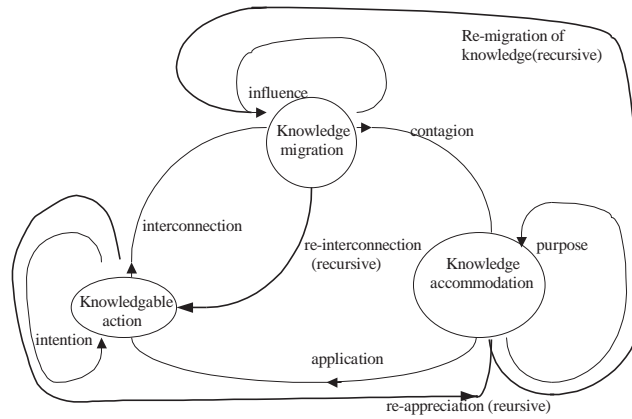 Re-migration of
knowledge(recursive)
influence
Knowledge
migration
contagion
interconnection
re-interconnection
(recursive)
purpose
Knowledge
accommodation
Knowledgable
action
intention
application
re-appreciation (reursive)